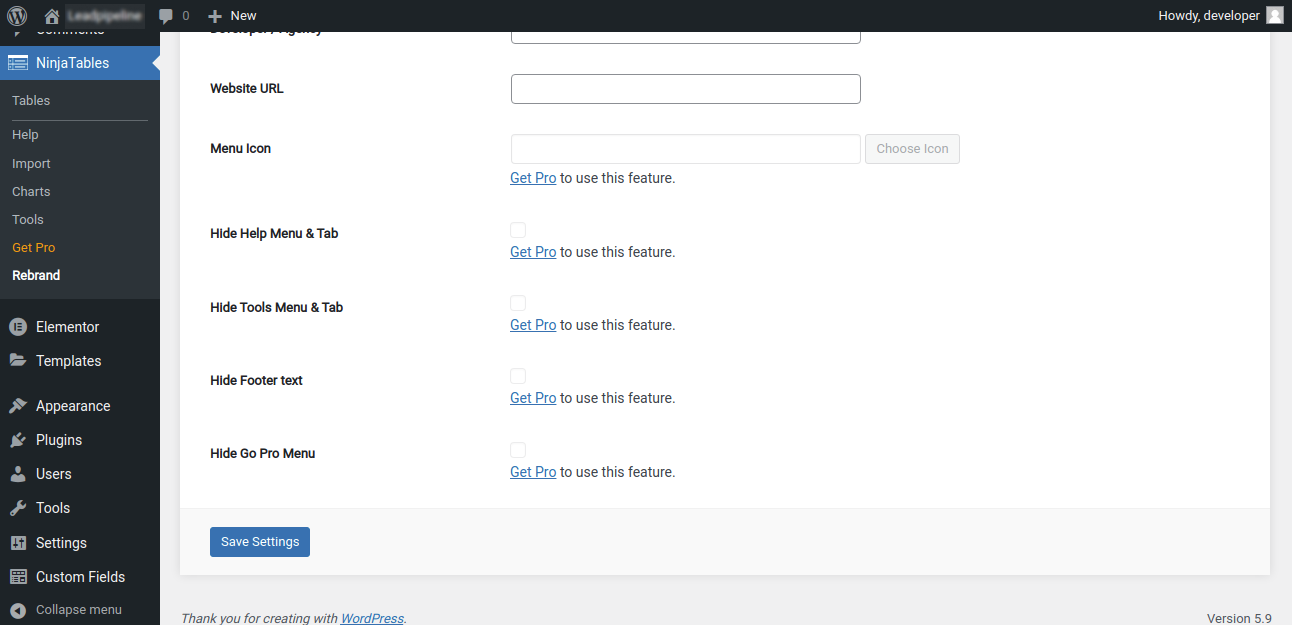 0
New
Howdy, developer
Comments
NinjaTables
Tables
Help
Import
Charts
Tools
Get Pro
Rebrand
Elementor
Templates
Appearance
Plugins
Users
Tools
Settings
Custom Fields
Collapse menu
Developer / Agency
Website URL
Menu Icon
Choose Icon
Get Pro to use this feature.
Hide Help Menu & Tab
Get Pro to use this feature.
Hide Tools Menu & Tab
Get Pro to use this feature.
Hide Footer text
Get Pro to use this feature.
Hide Go Pro Menu
Get Pro to use this feature.
Save Settings
Thank you for creating with WordPress.
Version 5.9